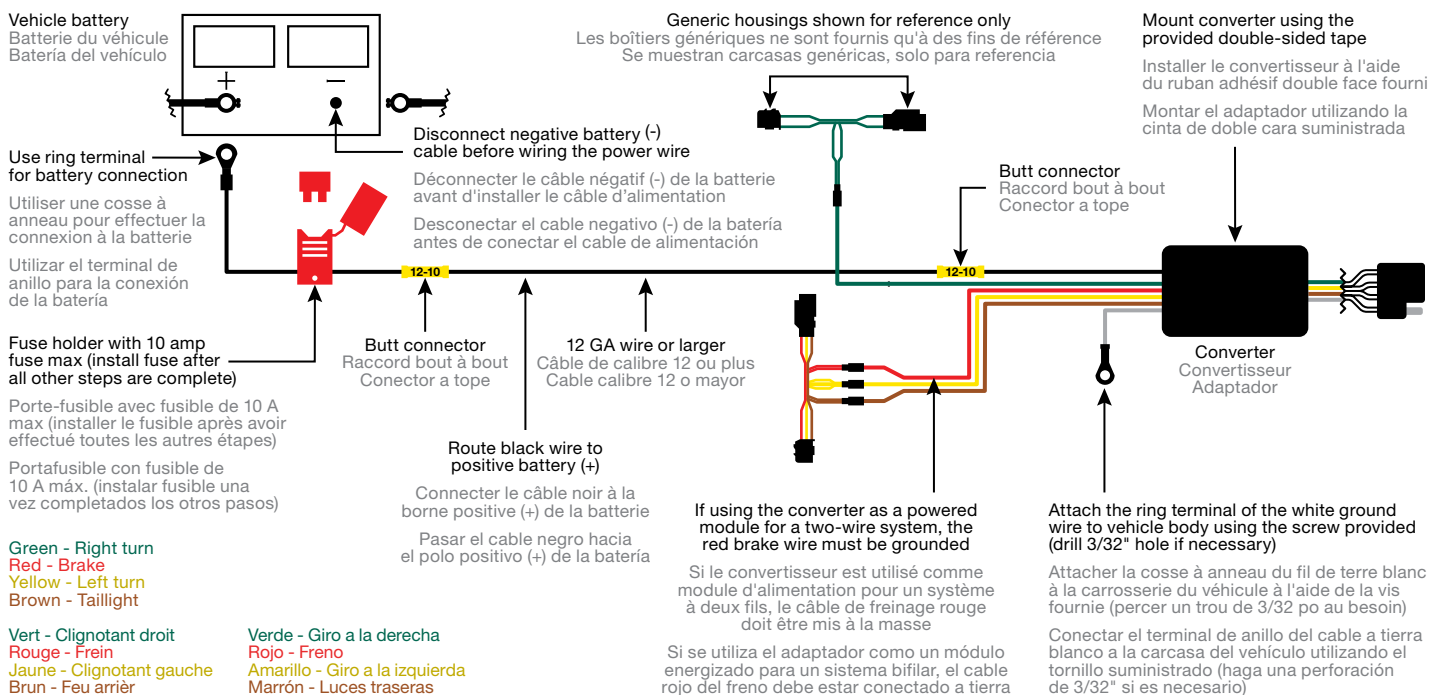 Vehicle battery
Batterie du véhicule
Batería del vehículo
+
−
Use ring terminal
for battery connection
Utiliser une cosse à
anneau pour effectuer la
connexion à la batterie
Utilizar el terminal de
anillo para la conexión
de la batería
Disconnect negative battery (-)
cable before wiring the power wire
Déconnecter le câble négatif (-) de la batterie
avant d'installer le câble d'alimentation
Desconectar el cable negativo (-) de la batería
antes de conectar el cable de alimentación
Generic housings shown for reference only
Les boîtiers génériques ne sont fournis qu'à des fins de référence
Se muestran carcasas genéricas, solo para referencia
Mount converter using the
provided double-sided tape
Installer le convertisseur à l'aide
du ruban adhésif double face fourni
Montar el adaptador utilizando la
cinta de doble cara suministrada
Butt connector
Raccord bout à bout
Conector a tope
12-10
12-10
Fuse holder with 10 amp
fuse max (install fuse after
all other steps are complete)
Porte-fusible avec fusible de 10 A
max (installer le fusible après avoir
effectué toutes les autres étapes)
Portafusible con fusible de
10 A máx. (instalar fusible una
vez completados los otros pasos)
Butt connector
Raccord bout à bout
Conector a tope
12 GA wire or larger
Câble de calibre 12 ou plus
Cable calibre 12 o mayor
Route black wire to
positive battery (+)
Connecter le câble noir à la
borne positive (+) de la batterie
Pasar el cable negro hacia
el polo positivo (+) de la batería
Converter
Convertisseur
Adaptador
If using the converter as a powered
module for a two-wire system, the
red brake wire must be grounded
Si le convertisseur est utilisé comme
module d'alimentation pour un système
à deux fils, le câble de freinage rouge
doit être mis à la masse
Si se utiliza el adaptador como un módulo
energizado para un sistema bifilar, el cable
rojo del freno debe estar conectado a tierra
Attach the ring terminal of the white ground
wire to vehicle body using the screw provided
(drill 3/32" hole if necessary)
Attacher la cosse à anneau du fil de terre blanc
à la carrosserie du véhicule à l'aide de la vis
fournie (percer un trou de 3/32 po au besoin)
Conectar el terminal de anillo del cable a tierra
blanco a la carcasa del vehículo utilizando el
tornillo suministrado (haga una perforación
de 3/32" si es necesario)
Green - Right turn
Red - Brake
Yellow - Left turn
Brown - Taillight
Vert - Clignotant droit
Rouge - Frein
Jaune - Clignotant gauche
Brun - Feu arrièr
Verde - Giro a la derecha
Rojo - Freno
Amarillo - Giro a la izquierda
Marrón - Luces traseras